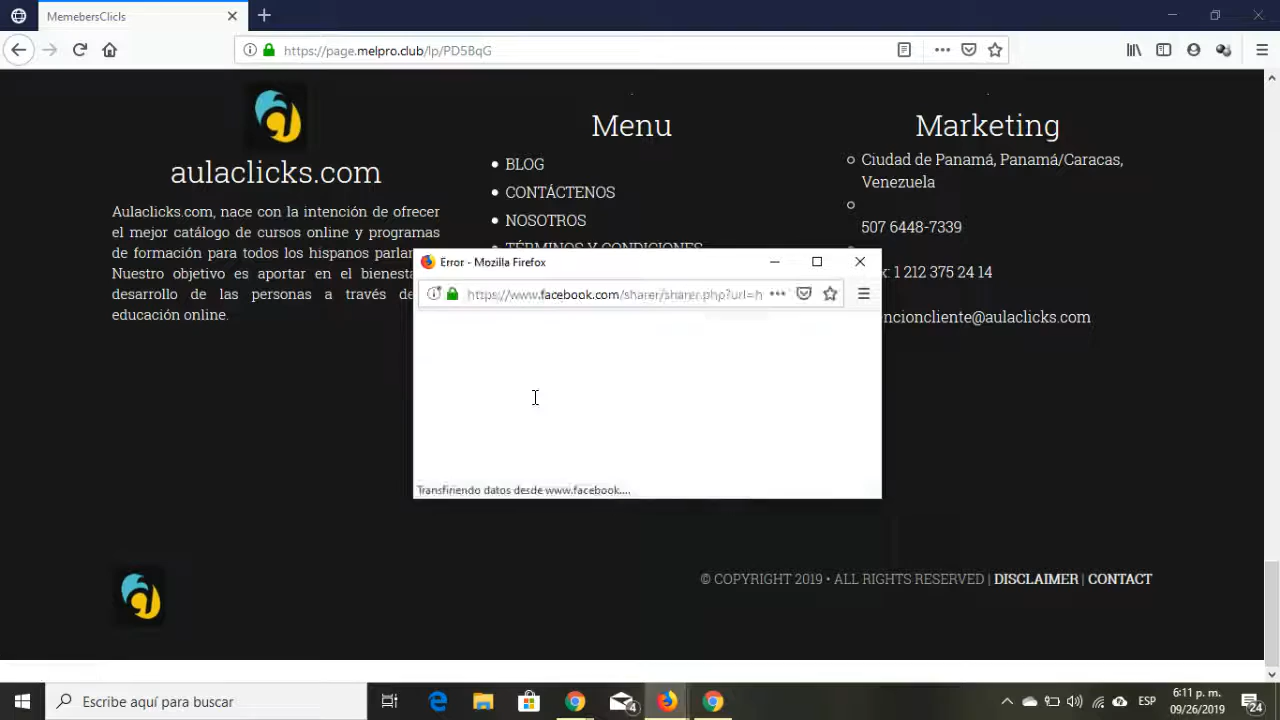 MemebersClicls
https://page.melpro.club/lp/PD5BqG
aulaclicks.com
Aulaclicks.com, nace con la intención de ofrecer
el mejor catálogo de cursos online y programas
de formación para todos los hispanos
Nuestro objetivo es aportar en el
desarrollo de las personas a través
educación online.
Menu
BLOG
CONTÁCTENOS
NOSOTROS
TÉRMINOS Y CONDICIONES
Marketing
Ciudad de Panamá, Panamá/Caracas,
Venezuela
507 6448-7339
1 212 375 24 14
ncioncliente@aulaclicks.com
Error - Mozilla Firefox
https://www.facebook.com/sharer/sharer.php?url=h
Transfiriendo datos desde www.facebook....
© COPYRIGHT 2019 • ALL RIGHTS RESERVED | DISCLAIMER | CONTACT
Escribe aquí para buscar
4
ESP
6:11 p. m.
09/26/2019
24